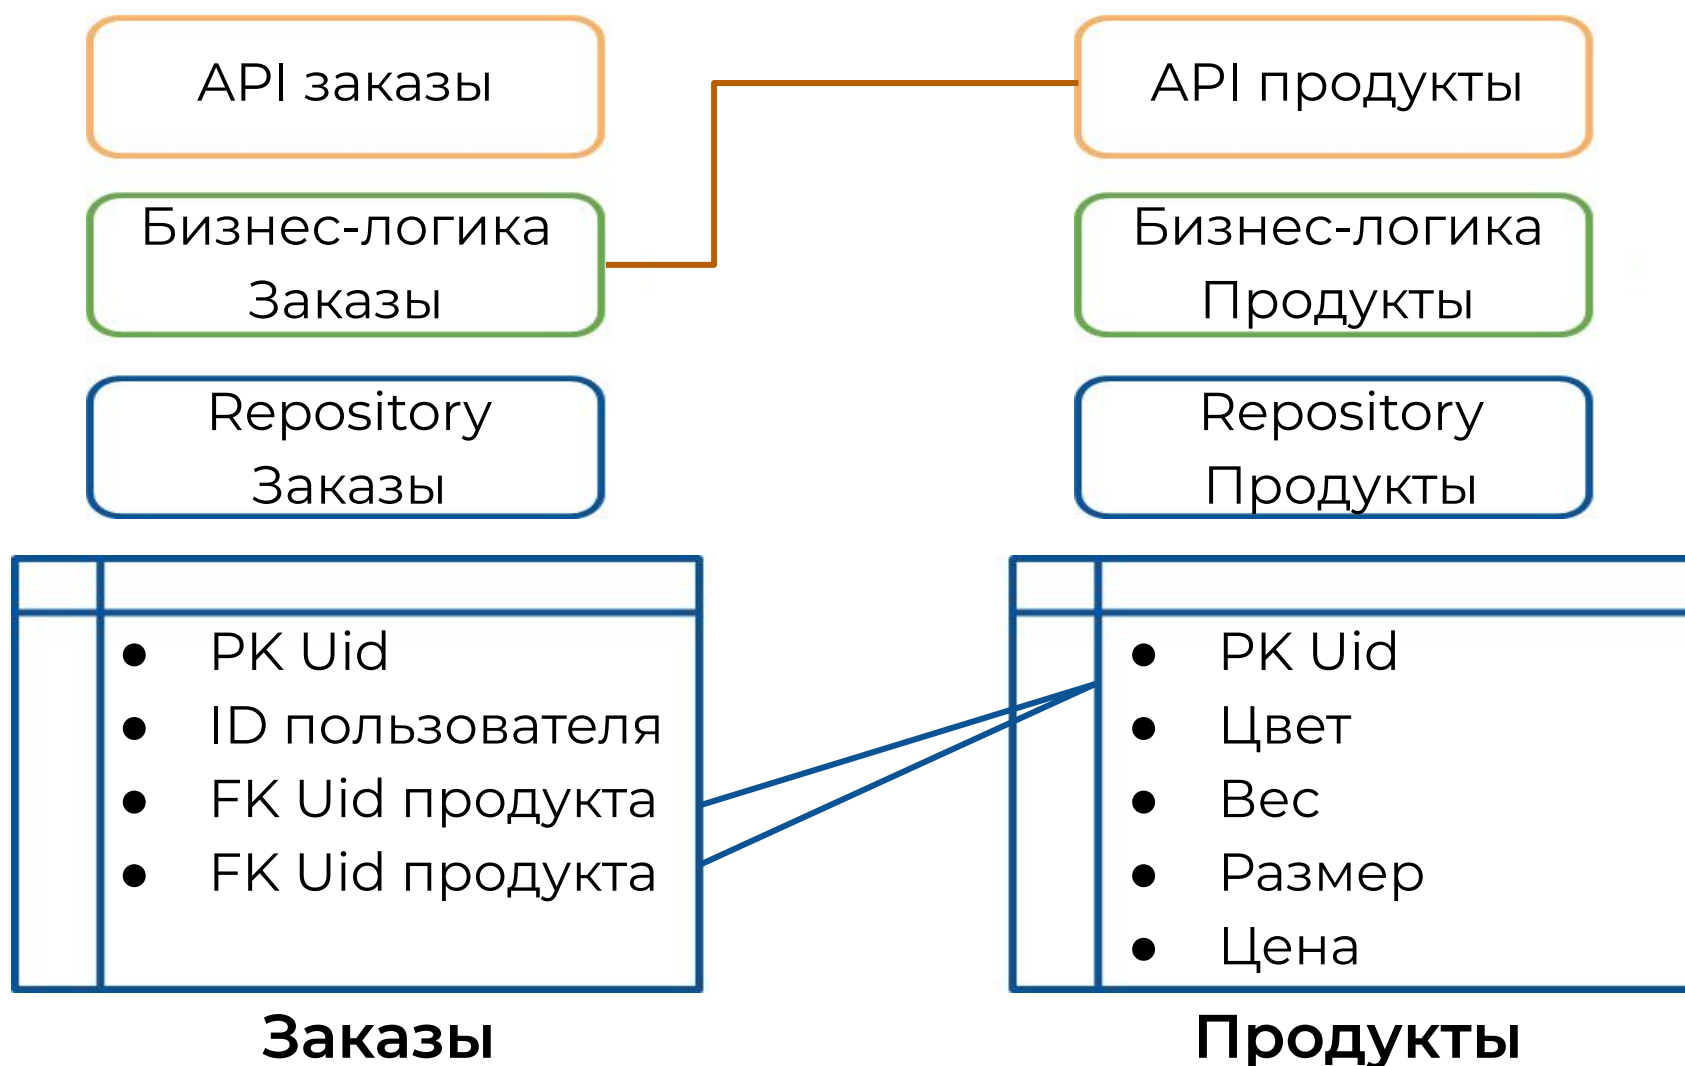 API заказы
API продукты
Бизнес-логика
Заказы
Бизнес-логика
Продукты
Repository
Заказы
Repository
Продукты
● PK Uid
● ID пользователя
● FK Uid продукта
● FK Uid продукта
● PK Uid
● Цвет
● Вес
● Размер
● Цена
Заказы
Продукты